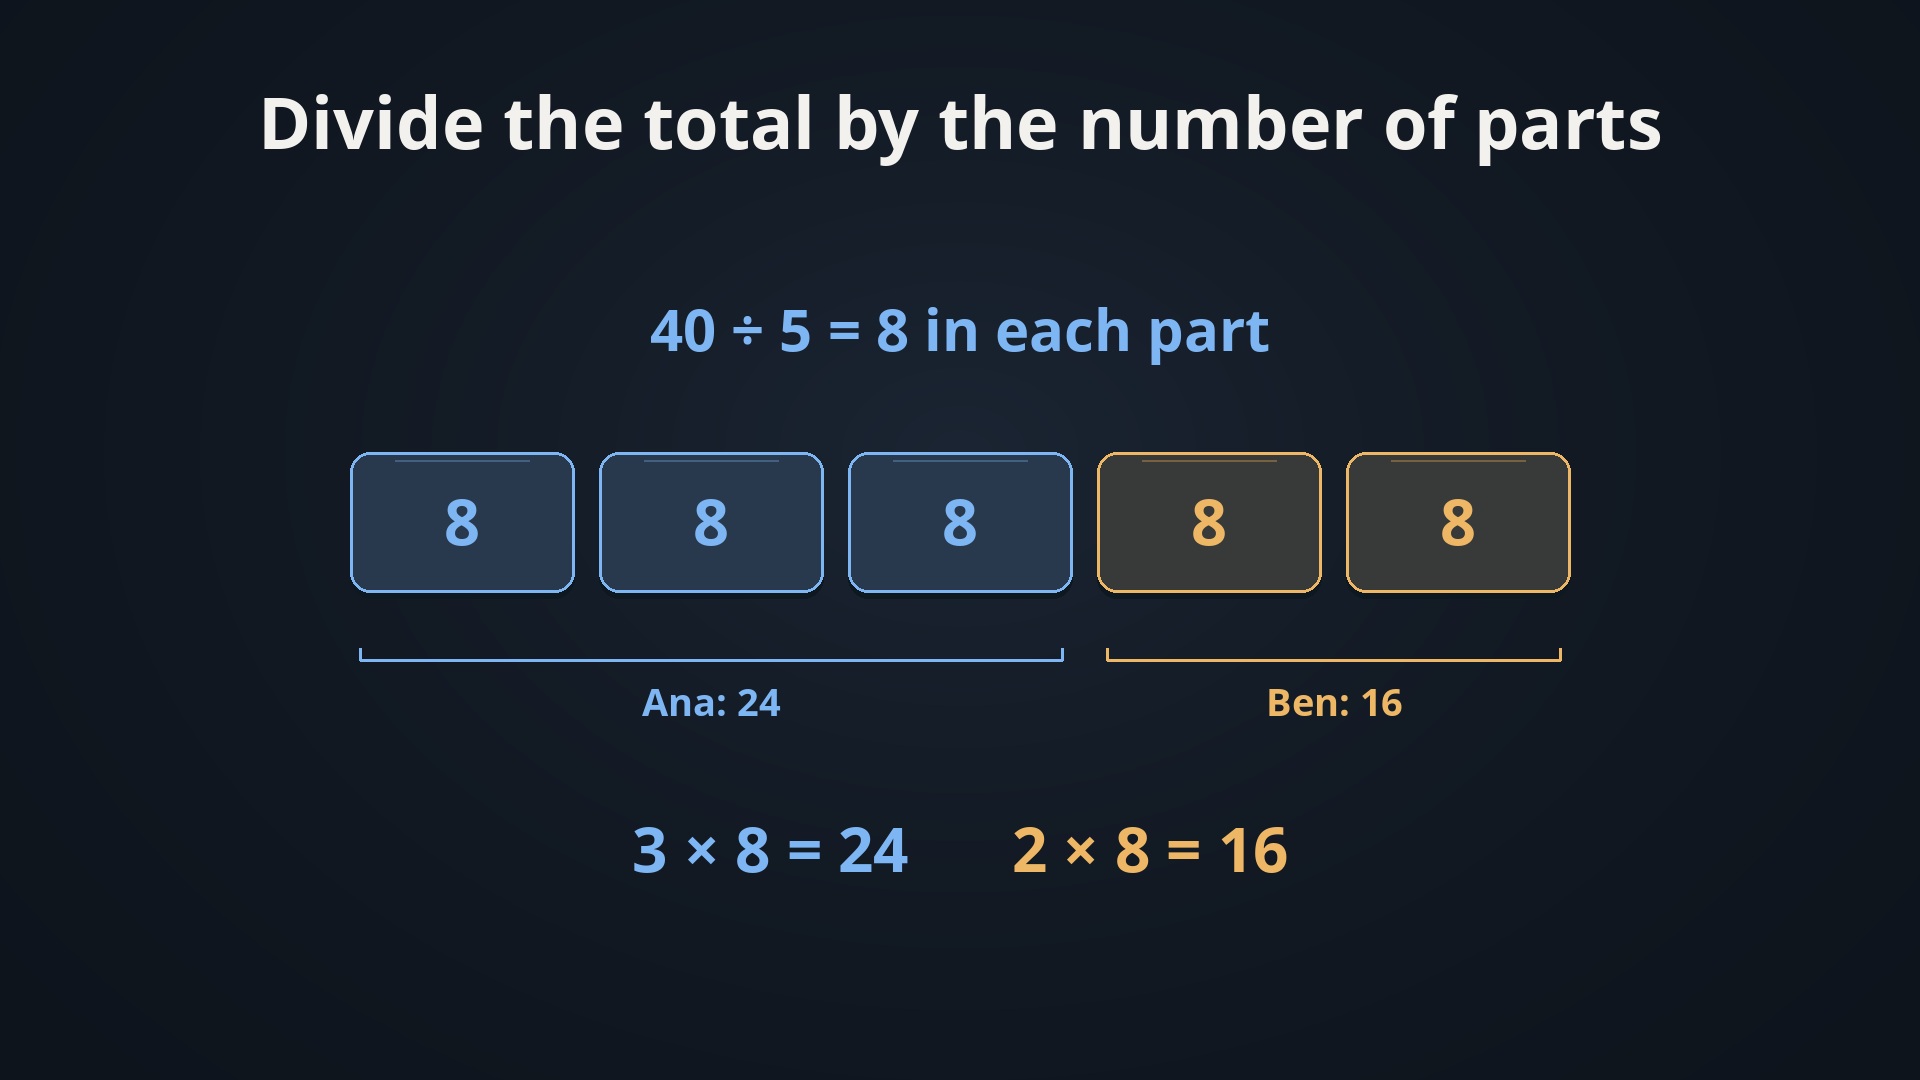 Divide the total by the number of parts
40 ÷ 5 = 8 in each part
8 8 8 8 8
Ana: 24 Ben: 16
3 × 8 = 24 2 × 8 = 16